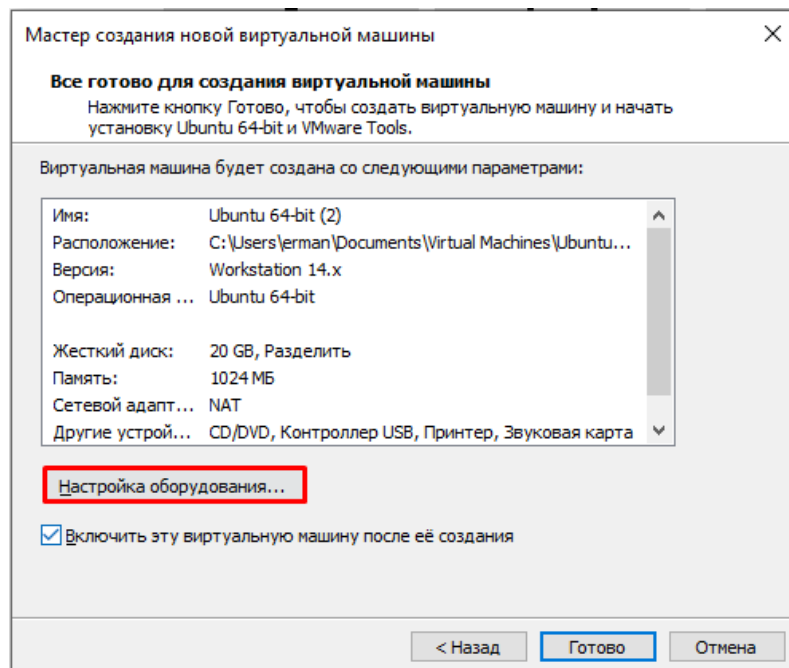 Мастер создания новой виртуальной машины
Все готово для создания виртуальной машины
Нажмите кнопку Готово, чтобы создать виртуальную машину и начать
установку Ubuntu 64-bit и VMware Tools.
Виртуальная машина будет создана со следующими параметрами:
Имя: Ubuntu 64-bit (2)
Расположение: C:\Users\erman\Documents\Virtual Machines\Ubuntu...
Версия: Workstation 14.x
Операционная ... Ubuntu 64-bit
Жесткий диск: 20 GB, Разделить
Память: 1024 МБ
Сетевой адапт... NAT
Другие устрой... CD/DVD, Контроллер USB, Принтер, Звуковая карта
Настройка оборудования...
Включить эту виртуальную машину после её создания
< Назад Готово Отмена